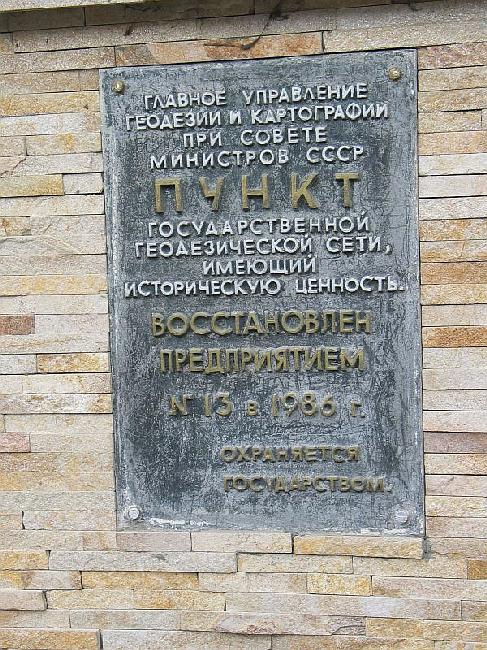 ГЛАВНОЕ УПРАВЛЕНИЕ
ГЕОДЕЗИИ И КАРТОГРАФИИ
ПРИ СОВЕТЕ
МИНИСТРОВ СССР
ПУНКТ
ГОСУДАРСТВЕННОЙ
ГЕОДЕЗИЧЕСКОЙ СЕТИ,
ИМЕЮЩИЙ
ИСТОРИЧЕСКУЮ ЦЕННОСТЬ.
ВОССТАНОВЛЕН
ПРЕДПРИЯТИЕМ
№ 13 в 1986 г.
ОХРАНЯЕТСЯ
ГОСУДАРСТВОМ.